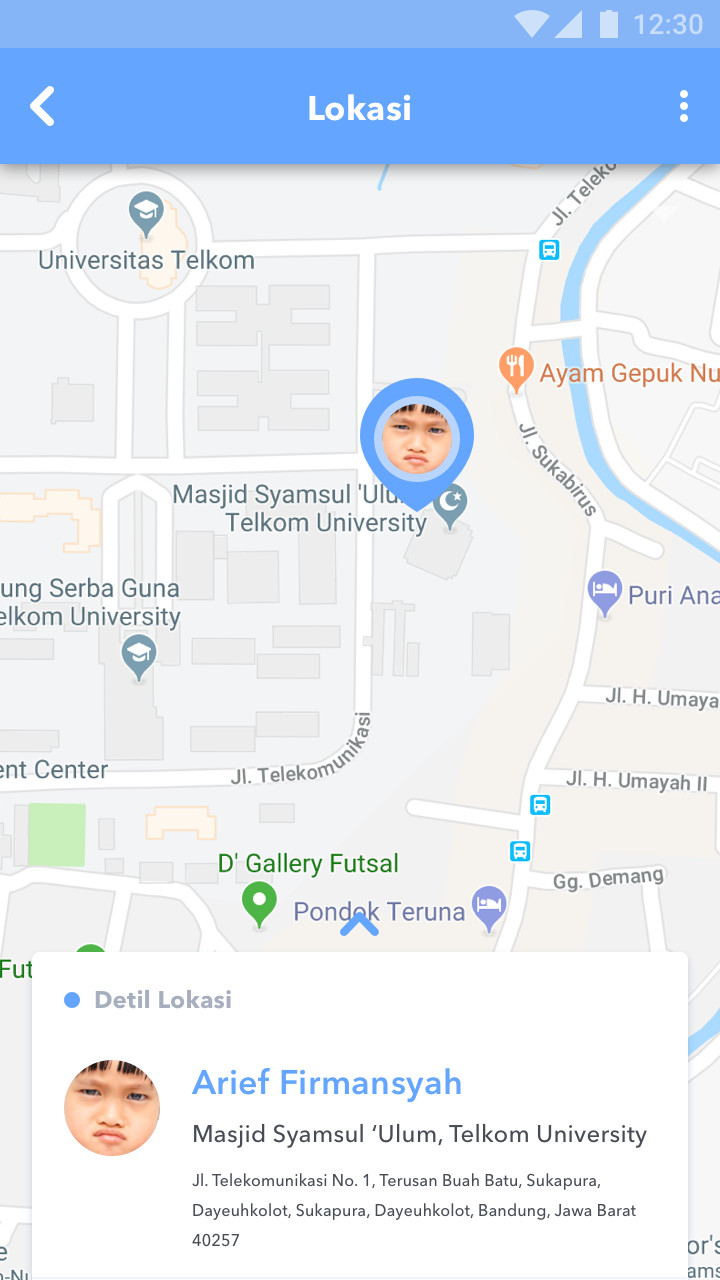 12:30
Lokasi
Jl. Teleko
Universitas Telkom
Ayam Gepuk Nu
Jl. Sukabirus
Masjid Syamsul 'Ulu
Telkom University
ung Serba Guna
elkom University
Puri Ana
Jl. H. Umaya
Jl. Telekomunikasi
ent Center
Jl. H. Umayah II
D' Gallery Futsal
Gg. Demang
Pondok Teruna
Fut
Detil Lokasi
Arief Firmansyah
Masjid Syamsul ‘Ulum, Telkom University
Jl. Telekomunikasi No. 1, Terusan Buah Batu, Sukapura,
Dayeuhkolot, Sukapura, Dayeuhkolot, Bandung, Jawa Barat
40257
e
or's
n-Nu
ams